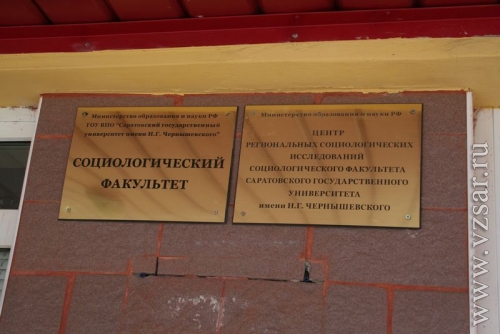 Министерство образования и науки РФ
ГОУ ВПО "Саратовский государственный
университет имени Н.Г. Чернышевского"
СОЦИОЛОГИЧЕСКИЙ
ФАКУЛЬТЕТ
Министерство образования и науки РФ
ЦЕНТР
РЕГИОНАЛЬНЫХ СОЦИОЛОГИЧЕСКИХ
ИССЛЕДОВАНИЙ
СОЦИОЛОГИЧЕСКОГО ФАКУЛЬТЕТА
САРАТОВСКОГО ГОСУДАРСТВЕННОГО
УНИВЕРСИТЕТА
имени Н.Г. ЧЕРНЫШЕВСКОГО
© www.vzsar.ru